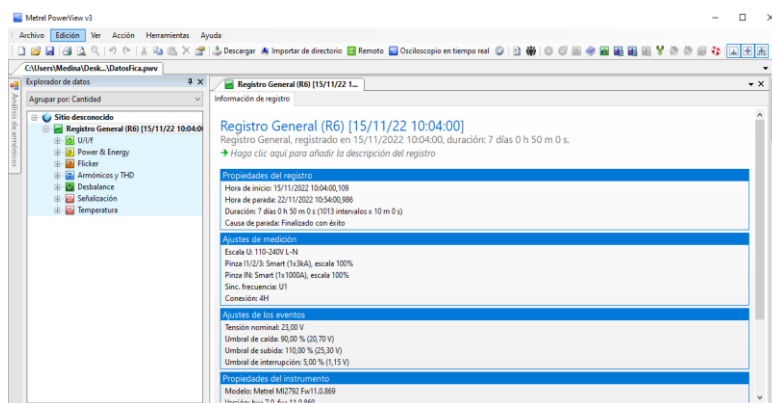 Metrel PowerView v3
Archivo Edición Ver Acción Herramientas Ayuda
Descargar Importar de directorio Remoto Osciloscopio en tiempo real
C:\Users\Medina\Desk...\DatosFica.pwv
Explorador de datos
Agrupar por: Cantidad
Análisis de armónicos
Sitio desconocido
Registro General (R6) [15/11/22 10:04:00
U/I/f
Power & Energy
Flicker
Armónicos y THD
Desbalance
Señalización
Temperatura
Registro General (R6) [15/11/22 1...
Información de registro
Registro General (R6) [15/11/22 10:04:00]
Registro General, registrado en 15/11/2022 10:04:00, duración: 7 días 0 h 50 m 0 s.
Haga clic aquí para añadir la descripción del registro
Propiedades del registro
Hora de inicio: 15/11/2022 10:04:00,109
Hora de parada: 22/11/2022 10:54:00,986
Duración: 7 días 0 h 50 m 0 s (1013 intervalos x 10 m 0 s)
Causa de parada: Finalizado con éxito
Ajustes de medición
Escala U: 110-240V L-N
Pinza I1/2/3: Smart (1x3kA), escala 100%
Pinza IN: Smart (1x1000A), escala 100%
Sinc. frecuencia: U1
Conexión: 4H
Ajustes de los eventos
Tensión nominal: 23,00 V
Umbral de caída: 90,00 % (20,70 V)
Umbral de subida: 110,00 % (25,30 V)
Umbral de interrupción: 5,00 % (1,15 V)
Propiedades del instrumento
Modelo: Metrel MI2792 Fw11.0.869
Versión: hw 7.0, fw 11.0.869